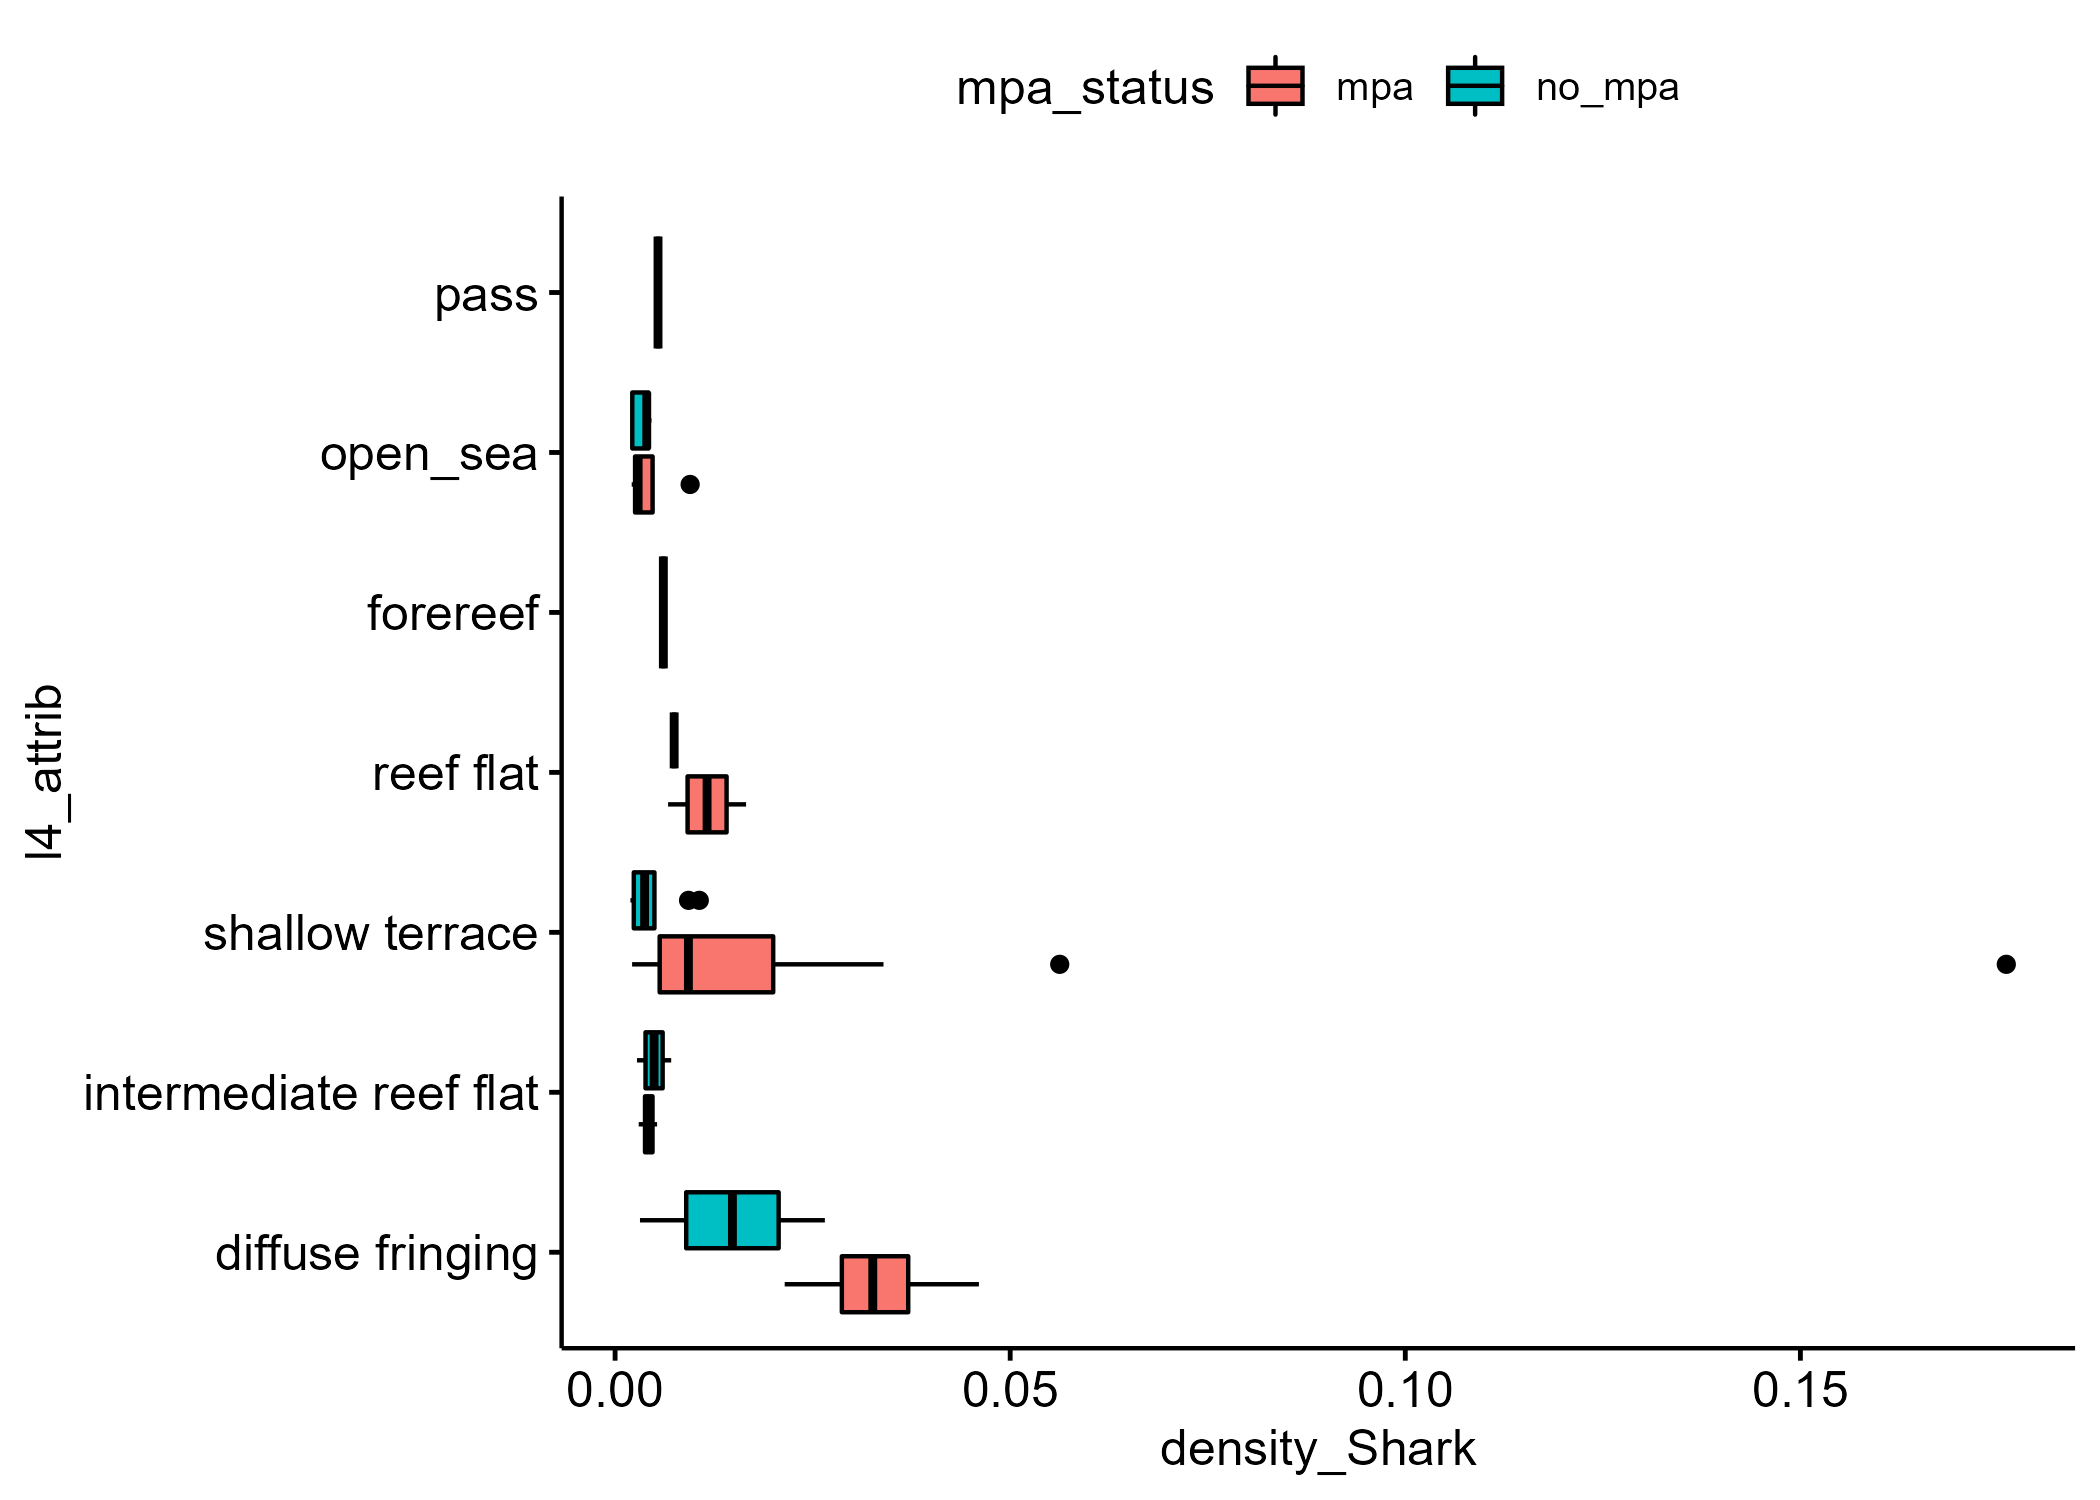 mpa_status mpa no_mpa
pass
open_sea
forereef
reef flat
shallow terrace
intermediate reef flat
diffuse fringing
l4_attrib
0.00 0.05 0.10 0.15
density_Shark